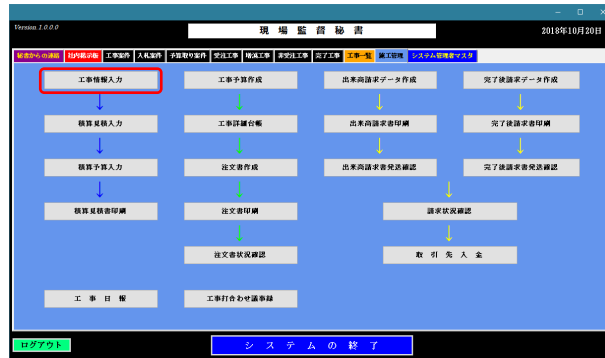 Version 1.0.0.0
現場監督秘書
2018年10月20日
秘書からの連絡 社内掲示板 工事案件 入札案件 予算取り案件 受注工事 増減工事 非受注工事 完了工事 工事一覧 施工管理 システム管理者マスタ
工事情報入力 工事予算作成 出来高請求データ作成 完了後請求データ作成
積算見積入力 工事詳細台帳 出来高請求書印刷 完了後請求書印刷
積算予算入力 注文書作成 出来高請求書発送確認 完了後請求書発送確認
積算見積書印刷 注文書印刷 請求状況確認
注文書状況確認 取引先入金
工事日報 工事打合わせ議事録
ログアウト システムの終了